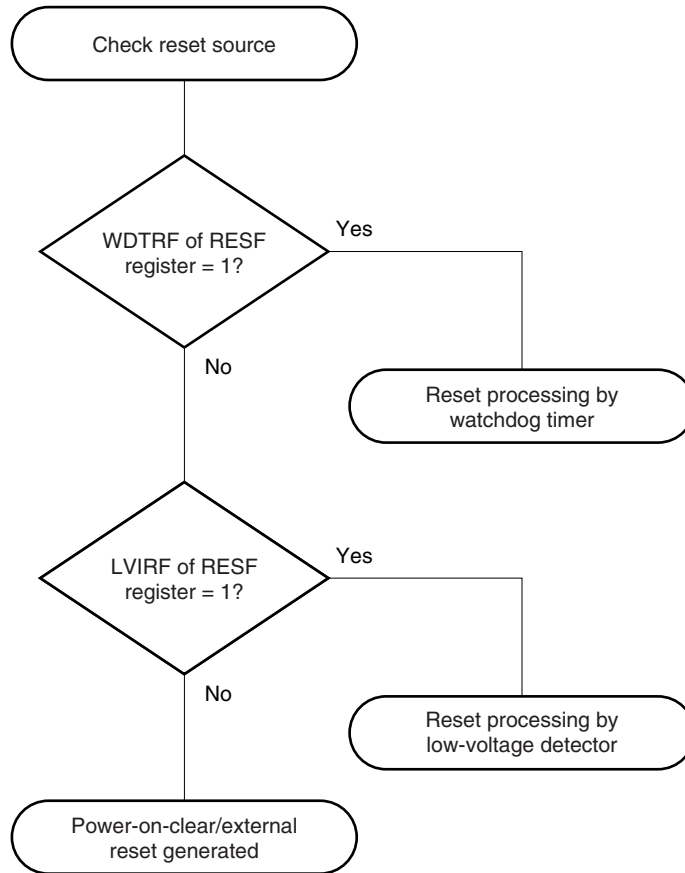 Check reset source
WDTRF of RESF
register = 1?
Yes
No
Reset processing by
watchdog timer
LVIRF of RESF
register = 1?
Yes
No
Reset processing by
low-voltage detector
Power-on-clear/external
reset generated